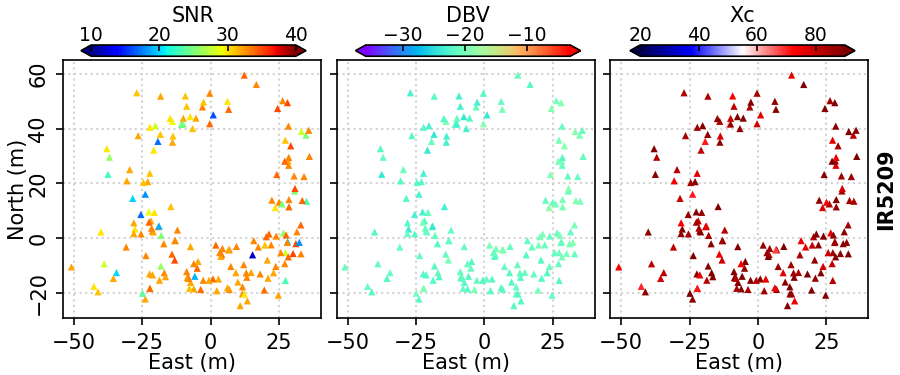 SNR DBV Xc
10 20 30 40 −30 −20 −10 20 40 60 80
60
40
20
0
−20
North (m)
IR5209
−50 −25 0 25 −50 −25 0 25 −50 −25 0 25
East (m) East (m) East (m)